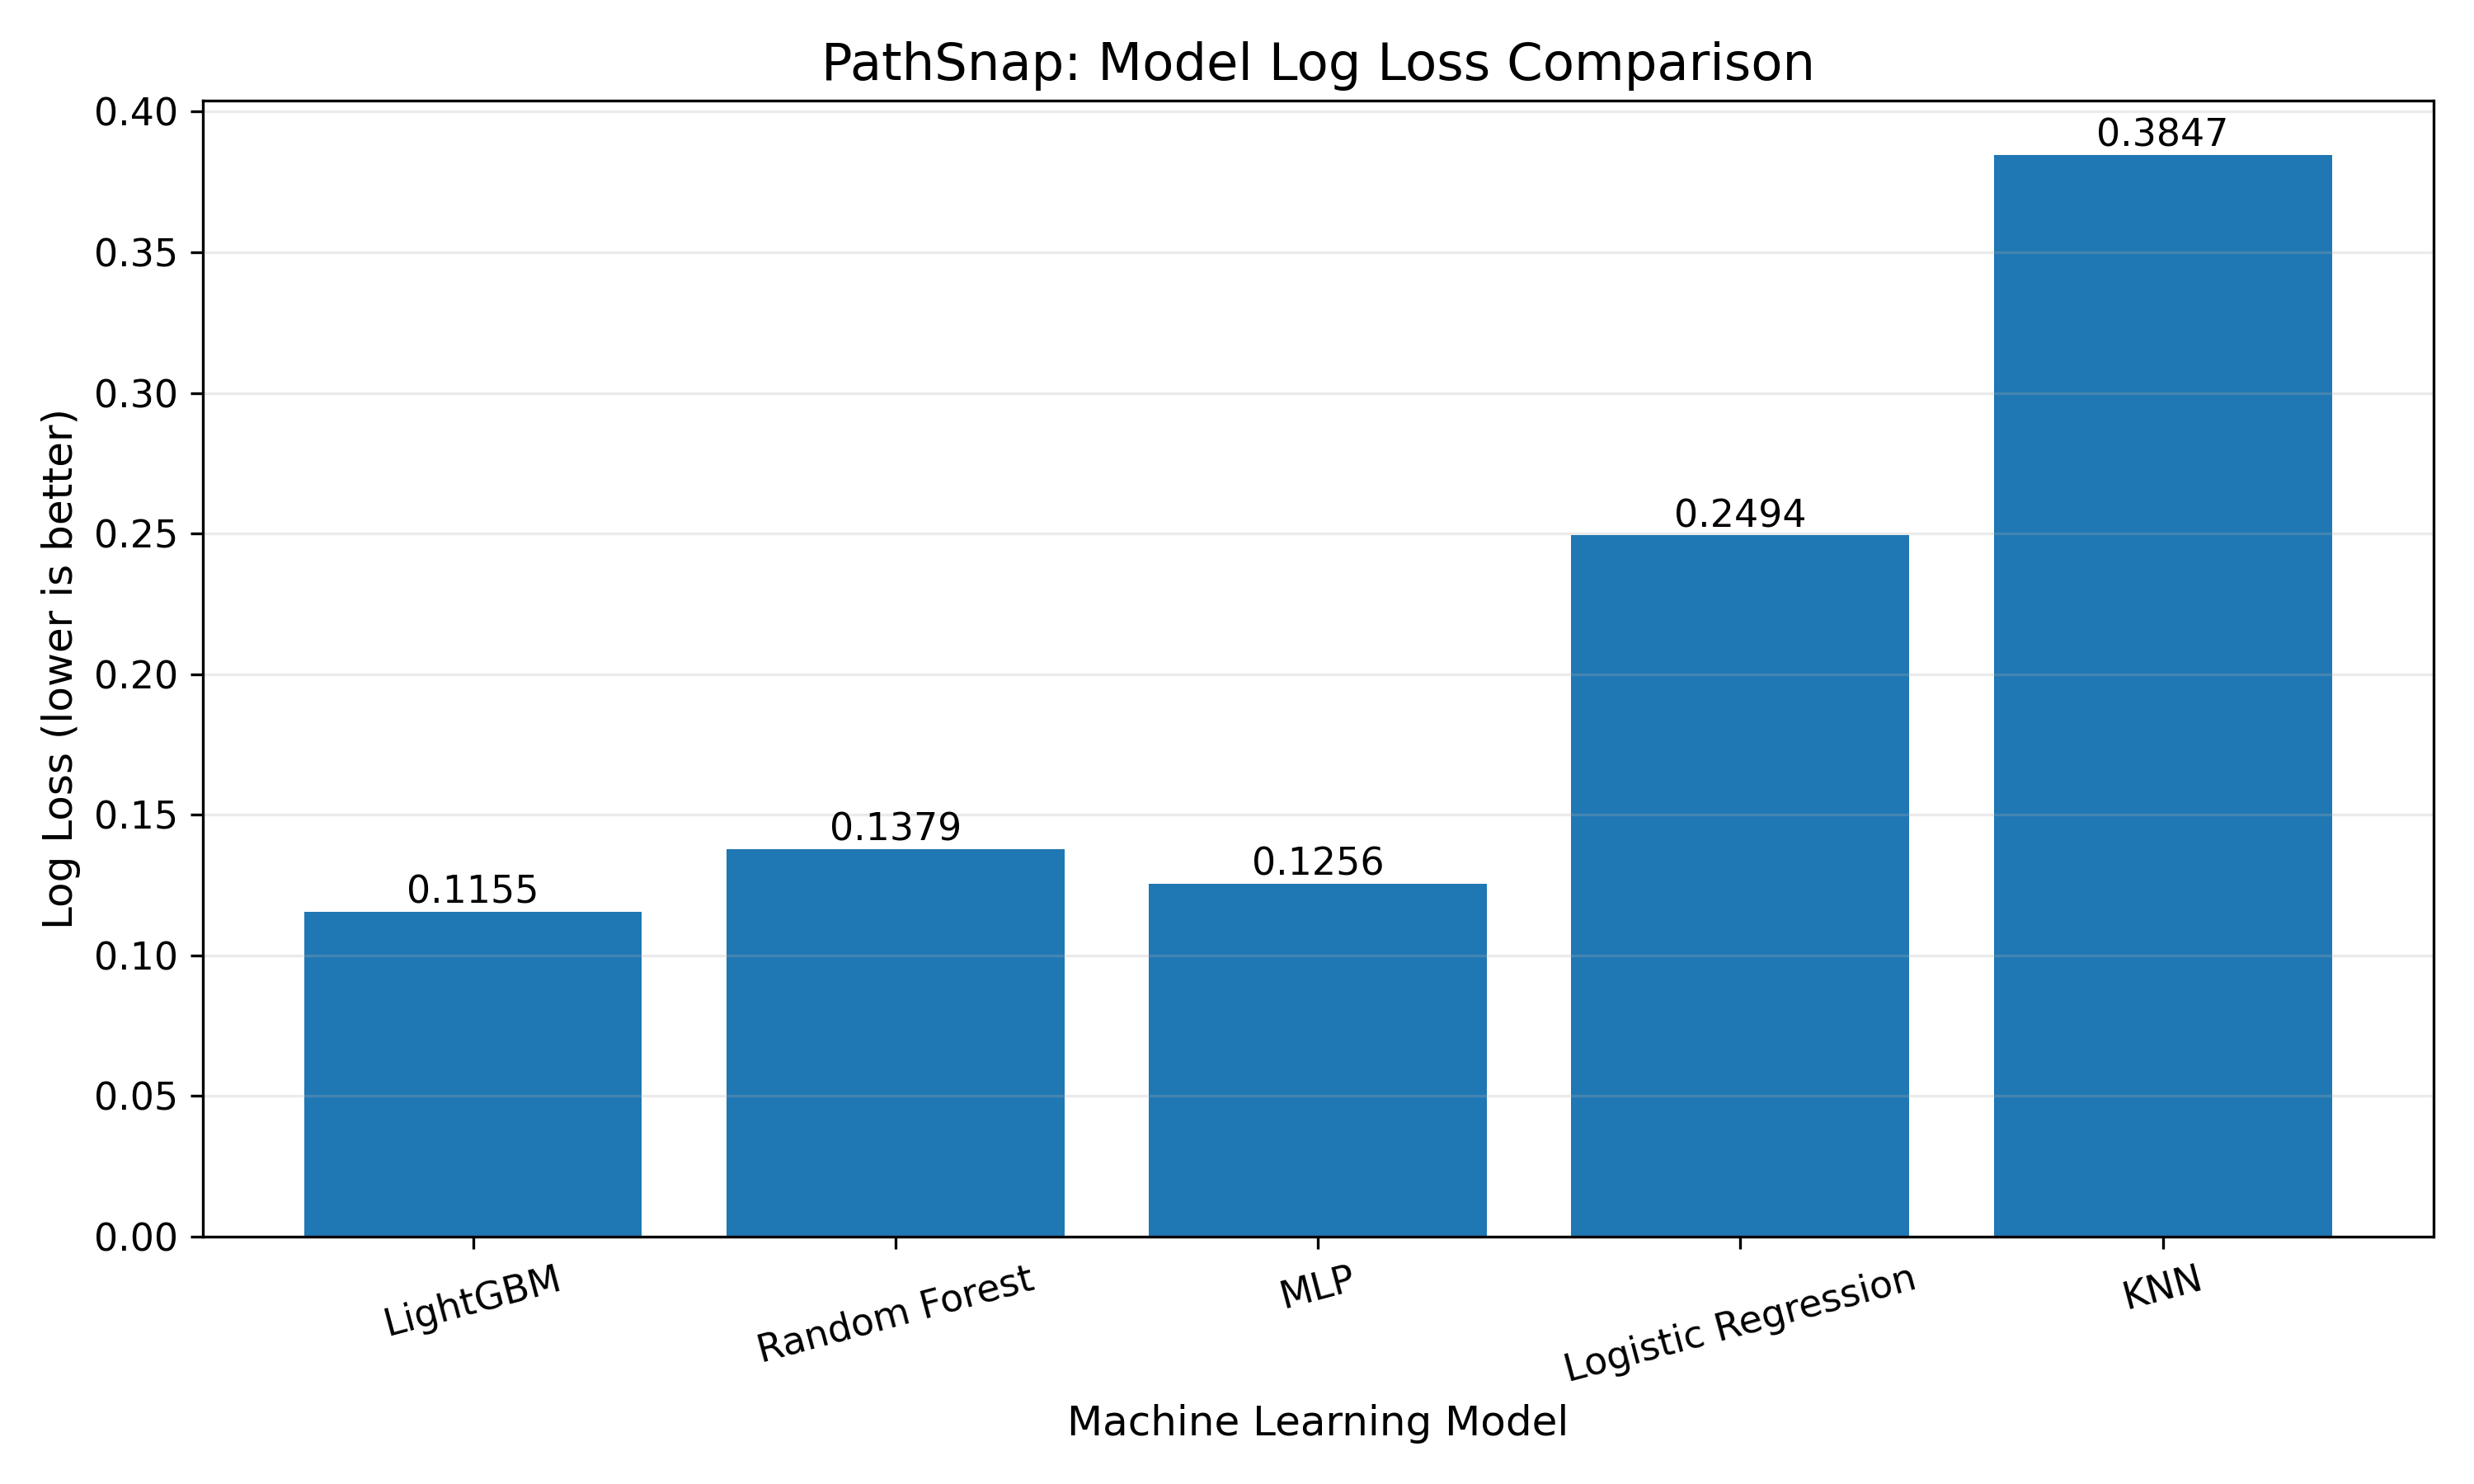 PathSnap: Model Log Loss Comparison
Log Loss (lower is better)
0.40
0.35
0.30
0.25
0.20
0.15
0.10
0.05
0.00
0.1155
0.1379
0.1256
0.2494
0.3847
LightGBM
Random Forest
MLP
Logistic Regression
KNN
Machine Learning Model